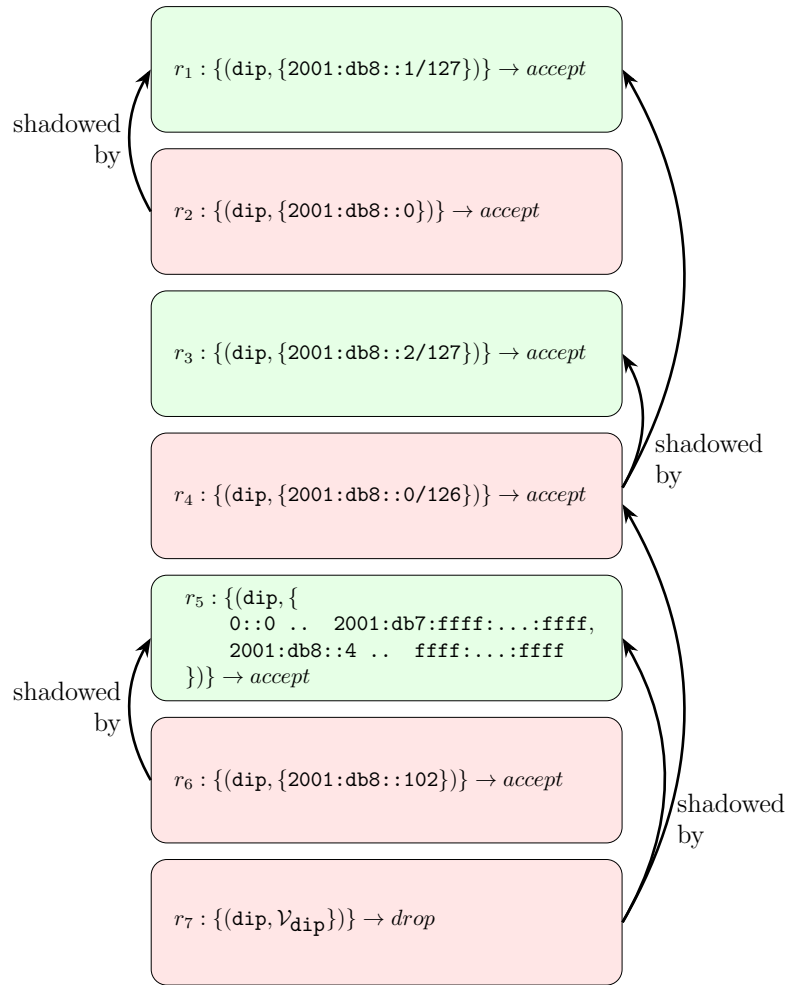 r₁ : {(dip, {2001:db8::1/127})} → accept
shadowed
by
r₂ : {(dip, {2001:db8::0})} → accept
r₃ : {(dip, {2001:db8::2/127})} → accept
shadowed
by
r₄ : {(dip, {2001:db8::0/126})} → accept
r₅ : {(dip, {
0::0 .. 2001:db7:ffff:...:ffff,
2001:db8::4 .. ffff:...:ffff
})} → accept
shadowed
by
r₆ : {(dip, {2001:db8::102})} → accept
shadowed
by
r₇ : {(dip, 𝒱dip})} → drop